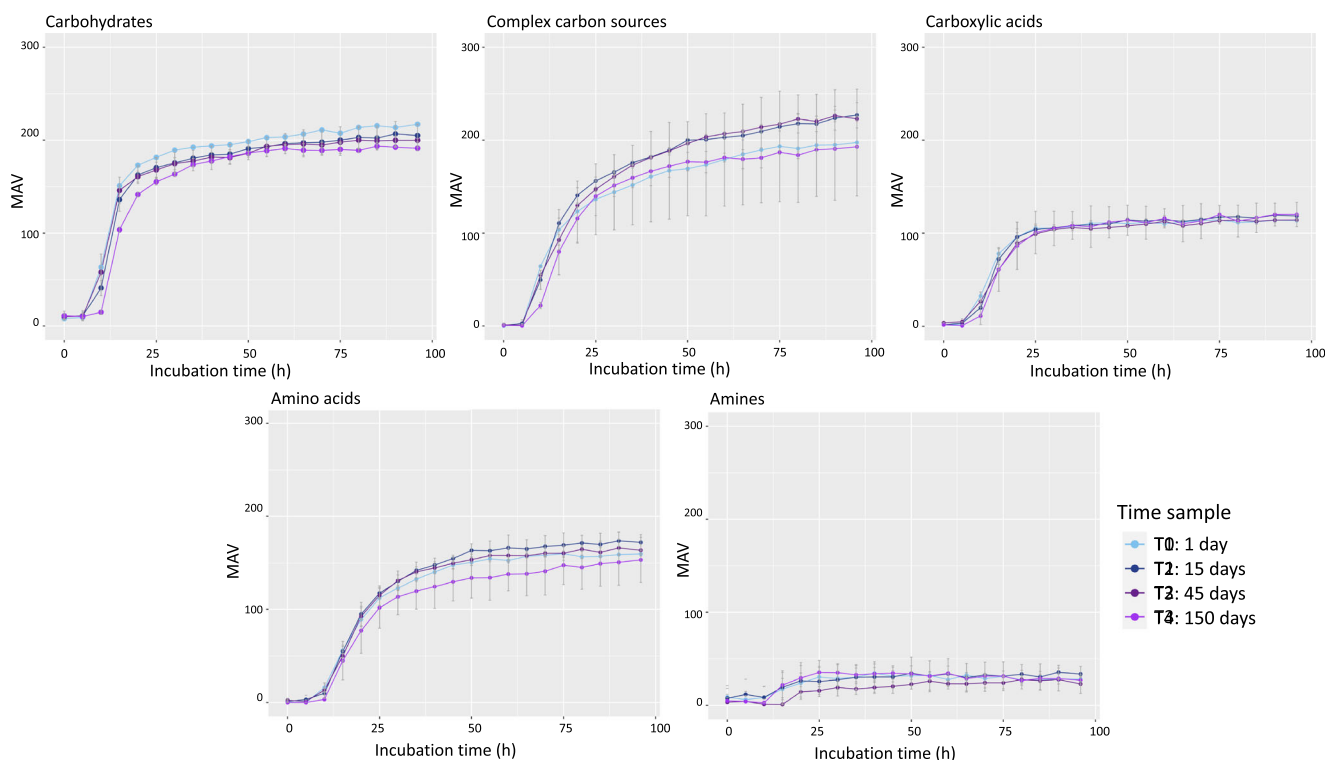 Carbohydrates
Complex carbon sources
Carboxylic acids
300
200
100
0
MAV
0 25 50 75 100
Incubation time (h)
300
200
100
0
MAV
0 25 50 75 100
Incubation time (h)
300
200
100
0
0 25 50 75 100
Incubation time (h)
Amino acids
Amines
300
200
100
0
MAV
0 25 50 75 100
Incubation time (h)
300
200
100
0
MAV
0 25 50 75 100
Incubation time (h)
Time sample
: 1 day
: 15 days
: 45 days
: 150 days